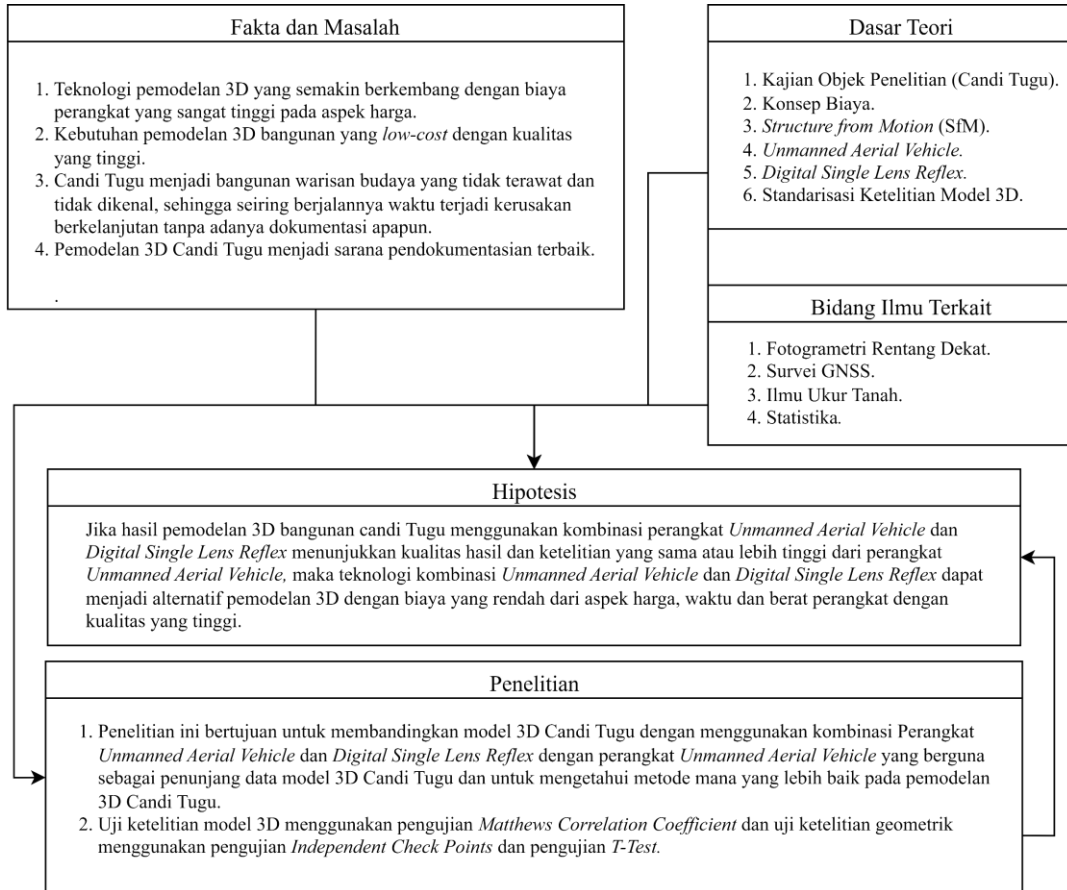 Fakta dan Masalah
1. Teknologi pemodelan 3D yang semakin berkembang dengan biaya
perangkat yang sangat tinggi pada aspek harga.
2. Kebutuhan pemodelan 3D bangunan yang low-cost dengan kualitas
yang tinggi.
3. Candi Tugu menjadi bangunan warisan budaya yang tidak terawat dan
tidak dikenal, sehingga seiring berjalannya waktu terjadi kerusakan
berkelanjutan tanpa adanya dokumentasi apapun.
4. Pemodelan 3D Candi Tugu menjadi sarana pendokumentasian terbaik.
.
Dasar Teori
1. Kajian Objek Penelitian (Candi Tugu).
2. Konsep Biaya.
3. Structure from Motion (SfM).
4. Unmanned Aerial Vehicle.
5. Digital Single Lens Reflex.
6. Standarisasi Ketelitian Model 3D.
Bidang Ilmu Terkait
1. Fotogrametri Rentang Dekat.
2. Survei GNSS.
3. Ilmu Ukur Tanah.
4. Statistika.
Hipotesis
Jika hasil pemodelan 3D bangunan candi Tugu menggunakan kombinasi perangkat Unmanned Aerial Vehicle dan
Digital Single Lens Reflex menunjukkan kualitas hasil dan ketelitian yang sama atau lebih tinggi dari perangkat
Unmanned Aerial Vehicle, maka teknologi kombinasi Unmanned Aerial Vehicle dan Digital Single Lens Reflex dapat
menjadi alternatif pemodelan 3D dengan biaya yang rendah dari aspek harga, waktu dan berat perangkat dengan
kualitas yang tinggi.
Penelitian
1. Penelitian ini bertujuan untuk membandingkan model 3D Candi Tugu dengan menggunakan kombinasi Perangkat
Unmanned Aerial Vehicle dan Digital Single Lens Reflex dengan perangkat Unmanned Aerial Vehicle yang berguna
sebagai penunjang data model 3D Candi Tugu dan untuk mengetahui metode mana yang lebih baik pada pemodelan
3D Candi Tugu.
2. Uji ketelitian model 3D menggunakan pengujian Matthews Correlation Coefficient dan uji ketelitian geometrik
menggunakan pengujian Independent Check Points dan pengujian T-Test.